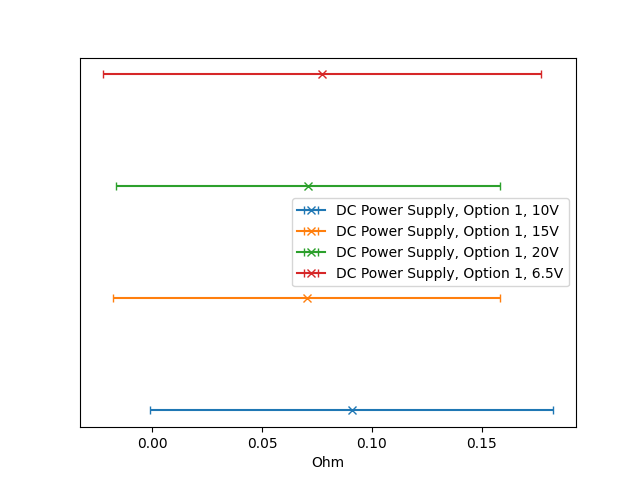 DC Power Supply, Option 1, 10V
DC Power Supply, Option 1, 15V
DC Power Supply, Option 1, 20V
DC Power Supply, Option 1, 6.5V
0.00 0.05 0.10 0.15
Ohm